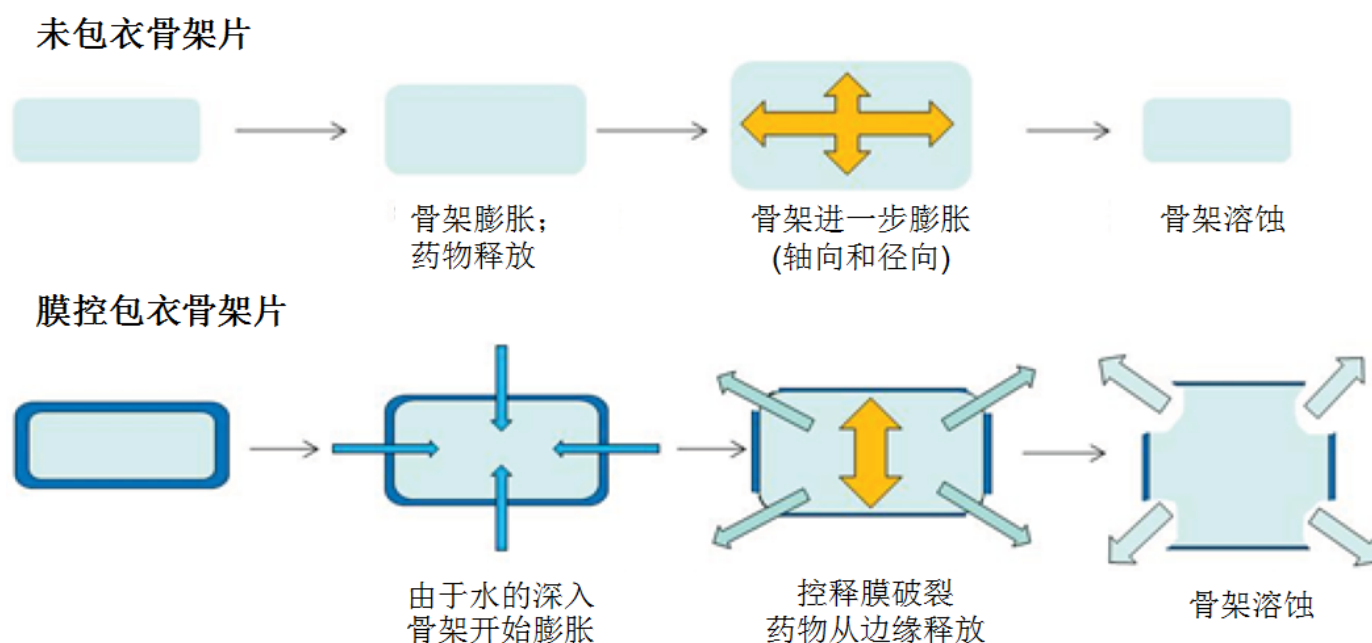 未包衣骨架片
骨架膨胀；
药物释放
骨架进一步膨胀
(轴向和径向)
骨架溶蚀
膜控包衣骨架片
由于水的深入
骨架开始膨胀
控释膜破裂
药物从边缘释放
骨架溶蚀